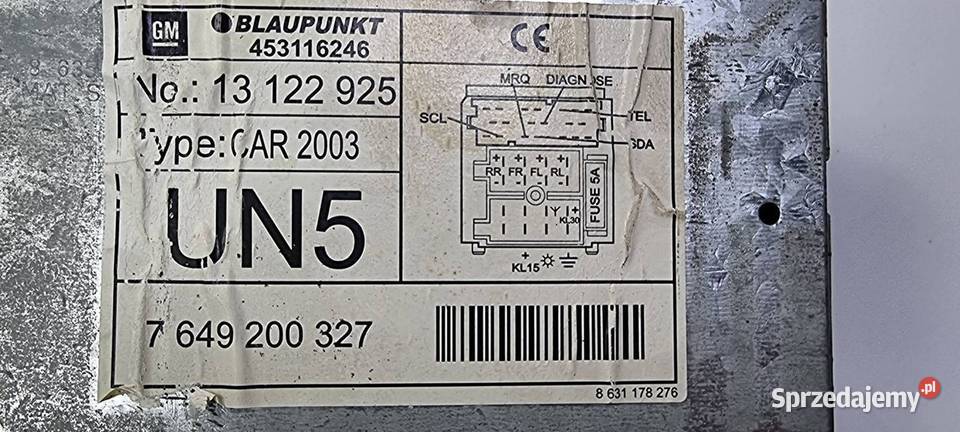 GM BLAUPUNKT
453116246
CE
No.: 13 122 925
Type: CAR 2003
UN5
7 649 200 327
MRQ DIAGNOSE
SCL
TEL
SDA
+ + + +
RR FR FL RL
FUSE 5A
+
KL30
+
KL15
8 631 178 276
Sprzedajemy.pl